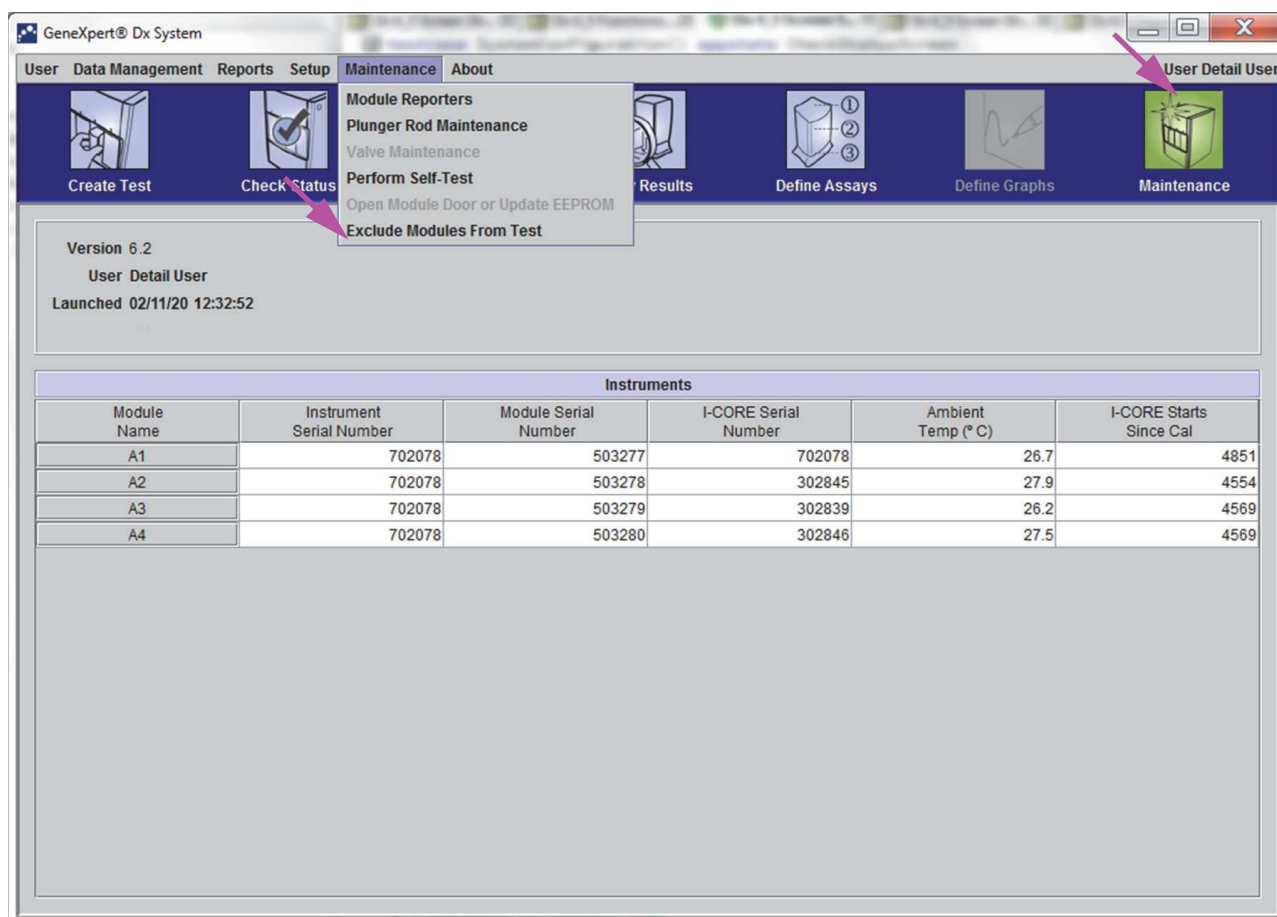 GeneXpert® Dx System
User Data Management Reports Setup Maintenance About User Detail User
Module Reporters
Plunger Rod Maintenance
Valve Maintenance
Perform Self-Test
Open Module Door or Update EEPROM
Exclude Modules From Test
Create Test Check Status Results Define Assays Define Graphs Maintenance
① ② ③
Version 6.2
User Detail User
Launched 02/11/20 12:32:52
Instruments
Module Name Instrument Serial Number Module Serial Number I-CORE Serial Number Ambient Temp (° C) I-CORE Starts Since Cal
A1 702078 503277 702078 26.7 4851
A2 702078 503278 302845 27.9 4554
A3 702078 503279 302839 26.2 4569
A4 702078 503280 302846 27.5 4569